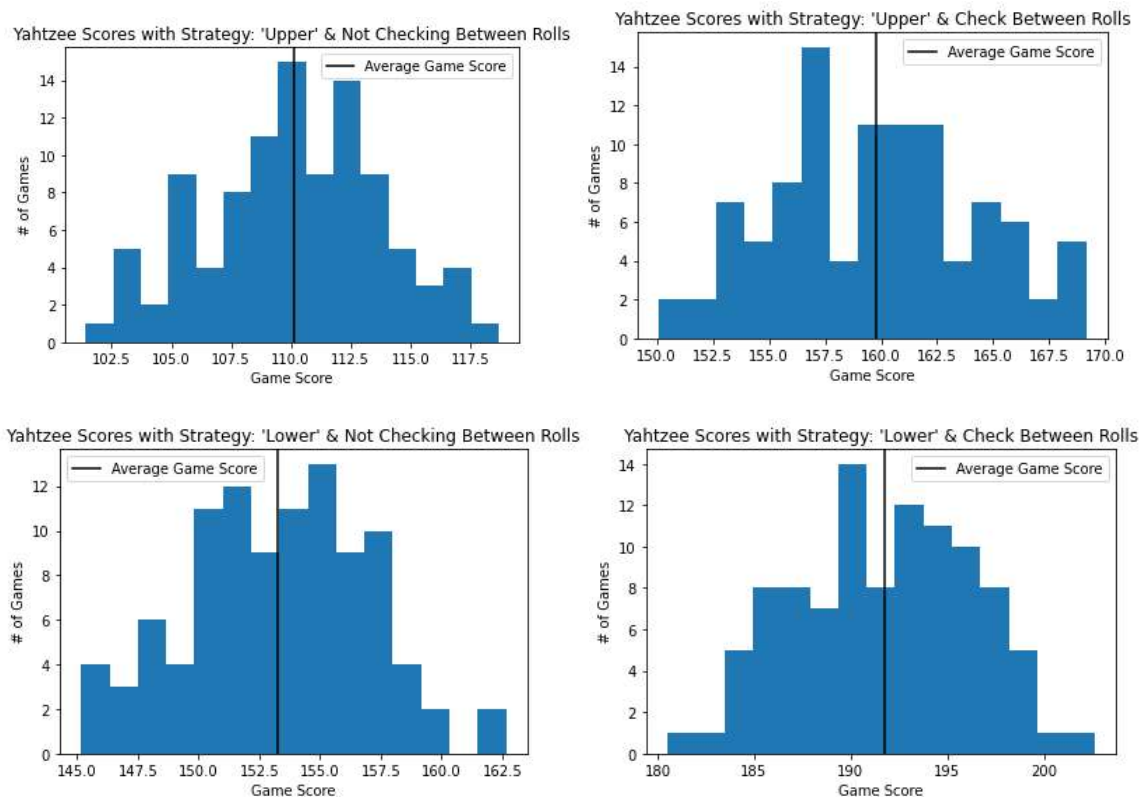 Yahtzee Scores with Strategy: 'Upper' & Not Checking Between Rolls
Average Game Score
14
12
10
8
6
4
2
0
# of Games
102.5 105.0 107.5 110.0 112.5 115.0 117.5
Game Score
Yahtzee Scores with Strategy: 'Upper' & Check Between Rolls
Average Game Score
14
12
10
8
6
4
2
0
# of Games
150.0 152.5 155.0 157.5 160.0 162.5 165.0 167.5 170.0
Game Score
Yahtzee Scores with Strategy: 'Lower' & Not Checking Between Rolls
Average Game Score
12
10
8
6
4
2
0
# of Games
145.0 147.5 150.0 152.5 155.0 157.5 160.0 162.5
Game Score
Yahtzee Scores with Strategy: 'Lower' & Check Between Rolls
Average Game Score
14
12
10
8
6
4
2
0
# of Games
180 185 190 195 200
Game Score